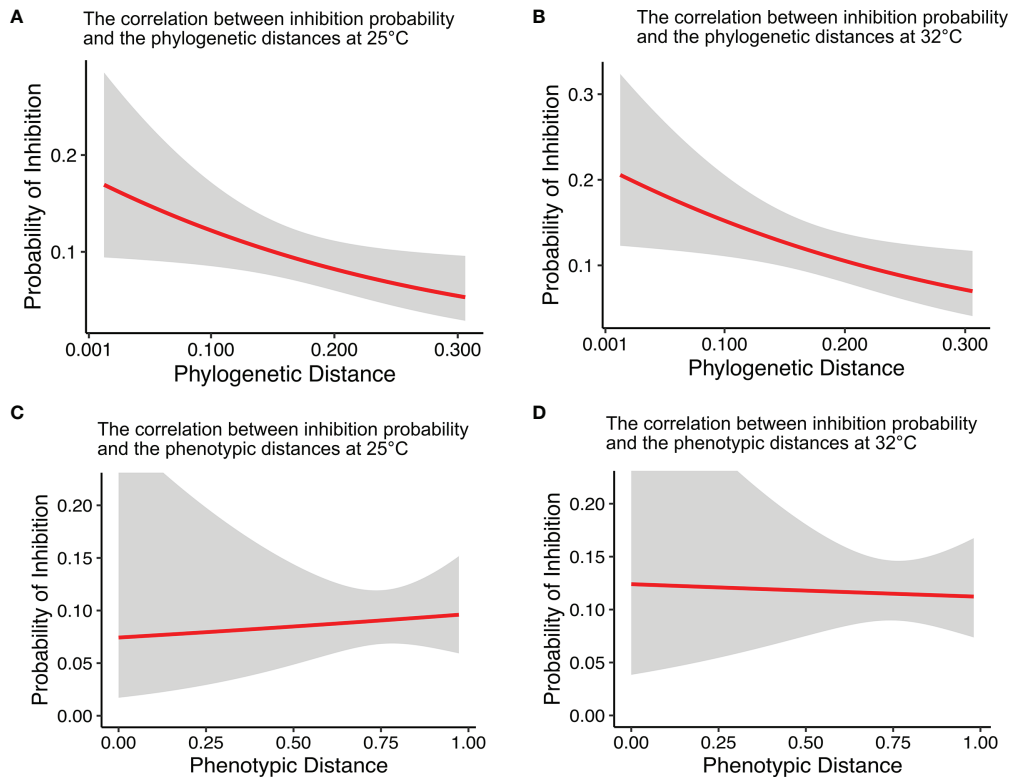 A
The correlation between inhibition probability
and the phylogenetic distances at 25°C
Probability of Inhibition
0.2
0.1
0.001
0.100
0.200
0.300
Phylogenetic Distance
B
The correlation between inhibition probability
and the phylogenetic distances at 32°C
Probability of Inhibition
0.3
0.2
0.1
0.001
0.100
0.200
0.300
Phylogenetic Distance
C
The correlation between inhibition probability
and the phenotypic distances at 25°C
Probability of Inhibition
0.20
0.15
0.10
0.05
0.00
0.00
0.25
0.50
0.75
1.00
Phenotypic Distance
D
The correlation between inhibition probability
and the phenotypic distances at 32°C
Probability of Inhibition
0.20
0.15
0.10
0.05
0.00
0.00
0.25
0.50
0.75
1.00
Phenotypic Distance